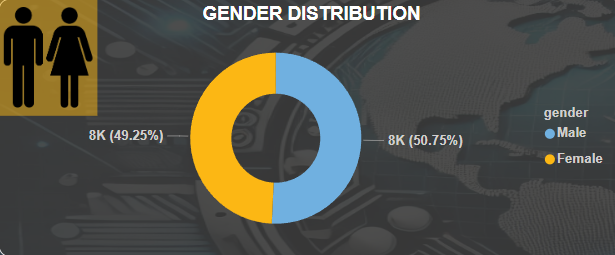 GENDER DISTRIBUTION
8K (49.25%)
8K (50.75%)
gender
Male
Female